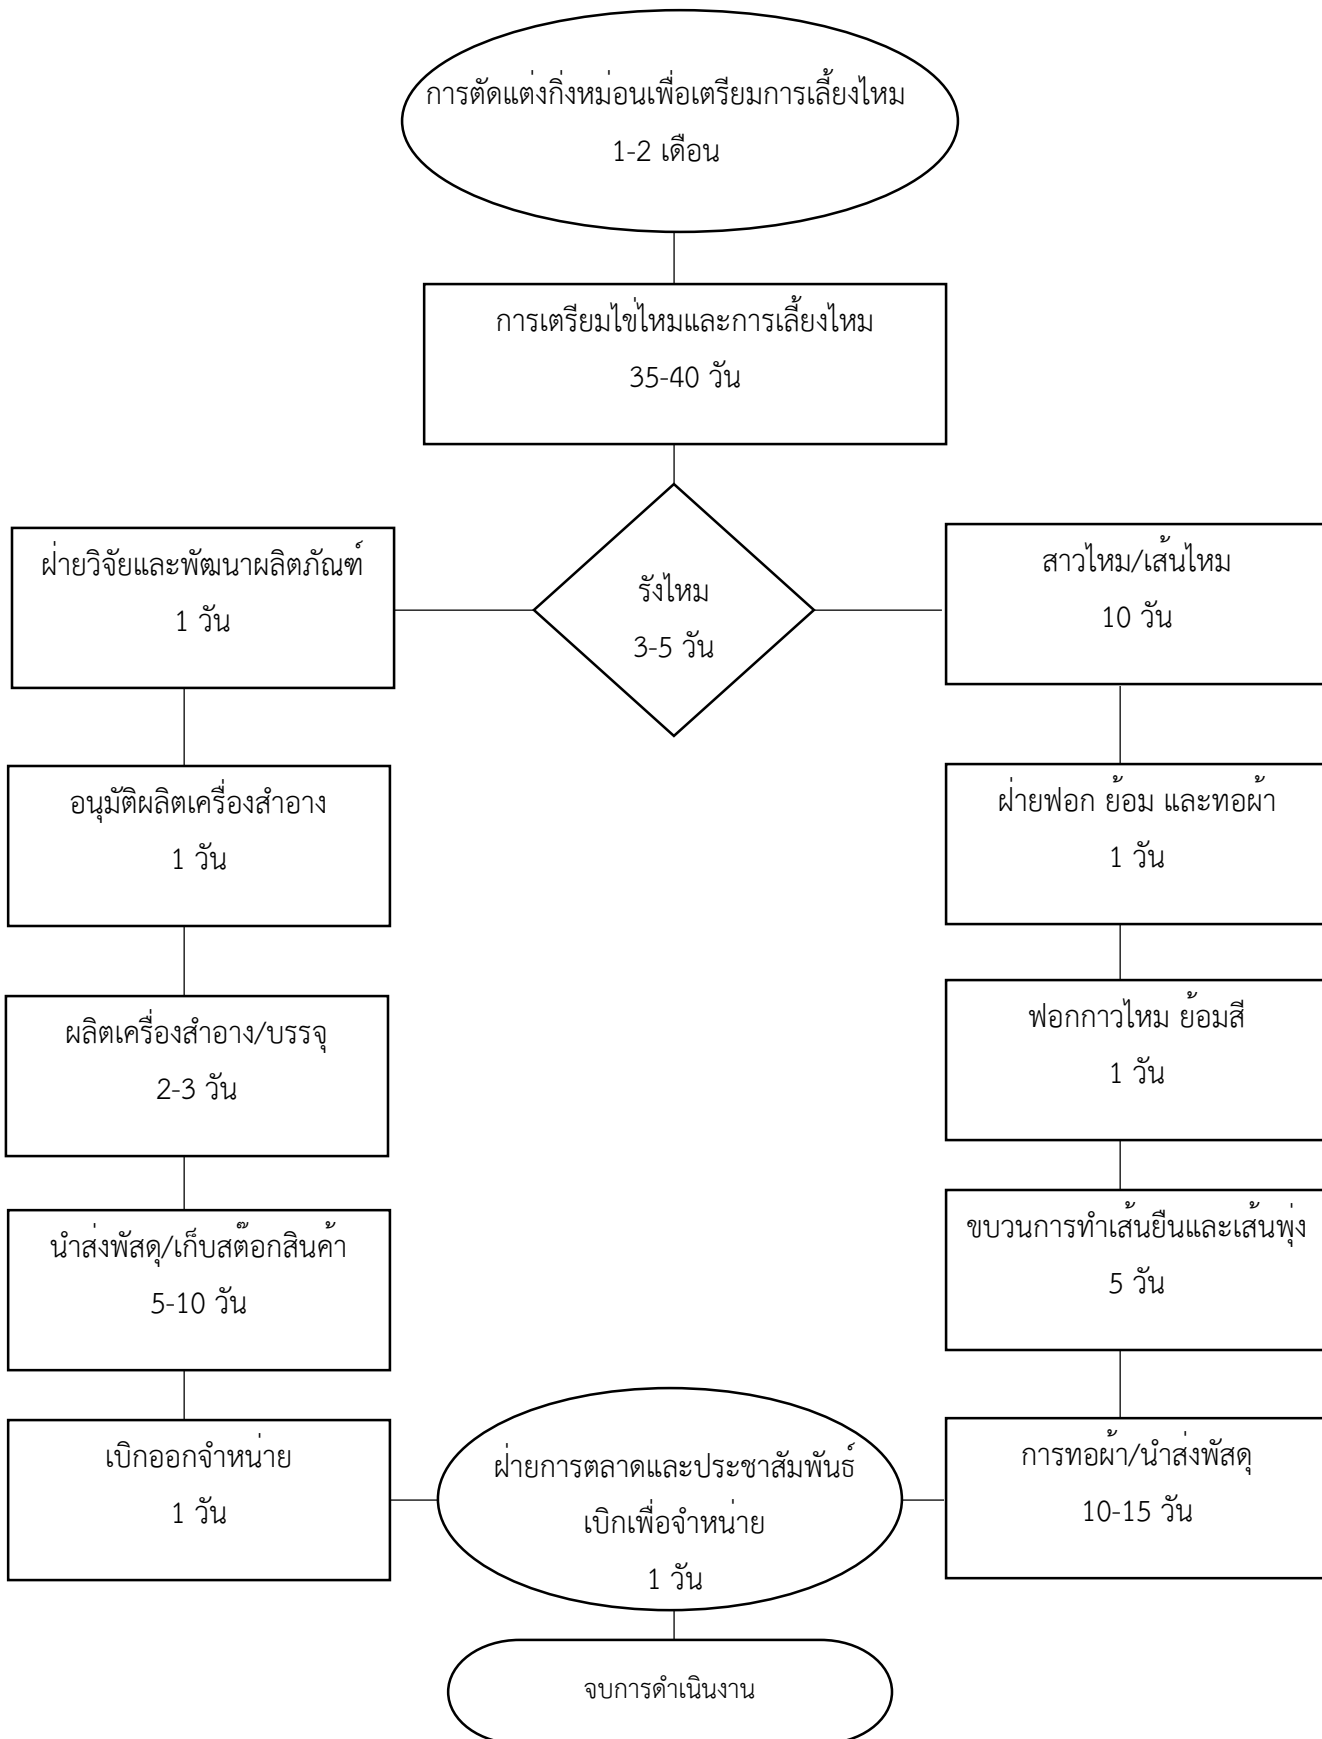 การตัดแต่งกิ่งหม่อนเพื่อเตรียมการเลี้ยงไหม
1-2 เดือน
การเตรียมไข่ไหมและการเลี้ยงไหม
35-40 วัน
รังไหม
3-5 วัน
ฝ่ายวิจัยและพัฒนาผลิตภัณฑ์
1 วัน
อนุมัติผลิตเครื่องสำอาง
1 วัน
ผลิตเครื่องสำอาง/บรรจุ
2-3 วัน
นำส่งพัสดุ/เก็บสต๊อกสินค้า
5-10 วัน
เบิกออกจำหน่าย
1 วัน
สาวไหม/เส้นไหม
10 วัน
ฝ่ายฟอก ย้อม และทอผ้า
1 วัน
ฟอกกาวไหม ย้อมสี
1 วัน
ขบวนการทำเส้นยืนและเส้นพุ่ง
5 วัน
การทอผ้า/นำส่งพัสดุ
10-15 วัน
ฝ่ายการตลาดและประชาสัมพันธ์
เบิกเพื่อจำหน่าย
1 วัน
จบการดำเนินงาน